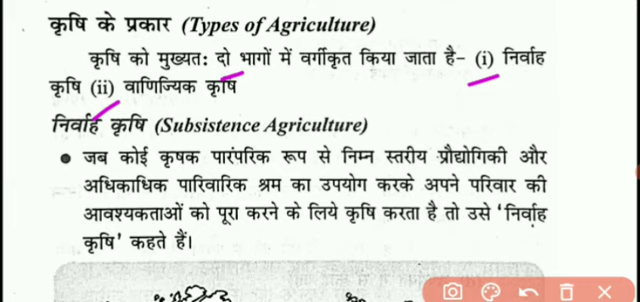 कृषि के प्रकार (Types of Agriculture)
कृषि को मुख्यतः दो भागों में वर्गीकृत किया जाता है- (i) निर्वाह
कृषि (ii) वाणिज्यिक कृषि
निर्वाह कृषि (Subsistence Agriculture)
● जब कोई कृषक पारंपरिक रूप से निम्न स्तरीय प्रौद्योगिकी और
अधिकाधिक पारिवारिक श्रम का उपयोग करके अपने परिवार की
आवश्यकताओं को पूरा करने के लिये कृषि करता है तो उसे ‘निर्वाह
कृषि’ कहते हैं।